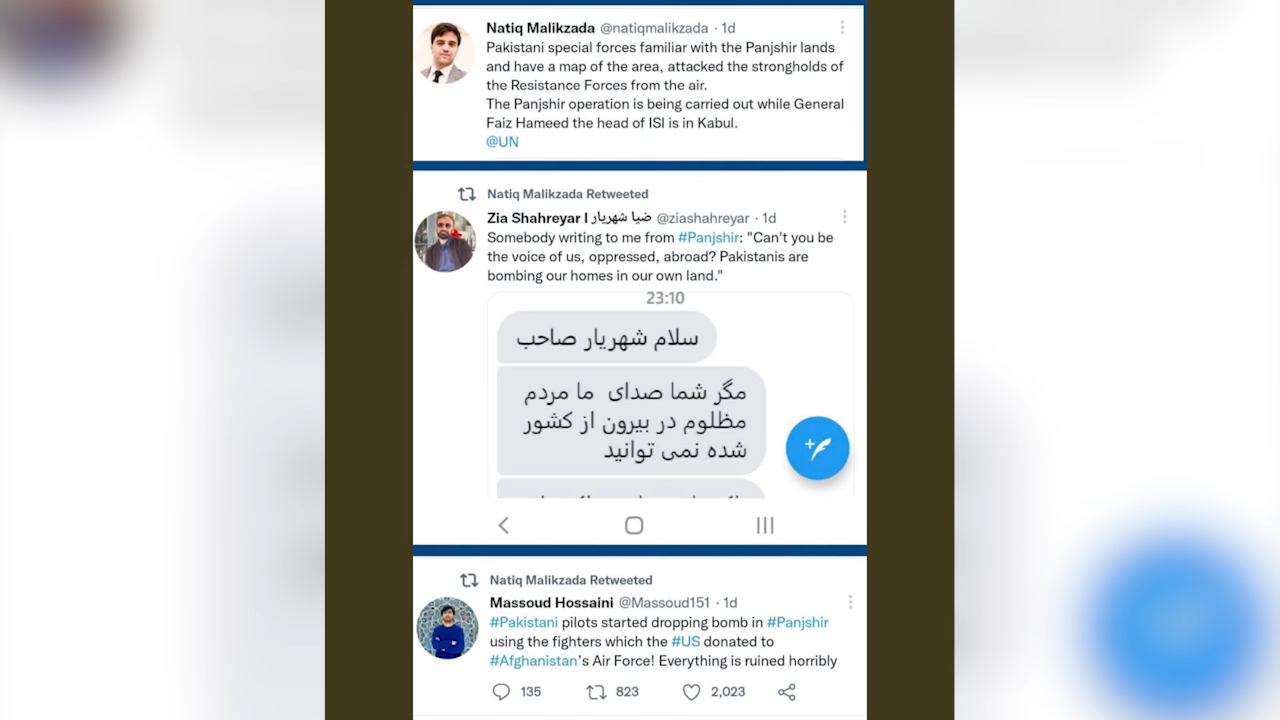 Natiq Malikzada @natiqmalikzada · 1d
Pakistani special forces familiar with the Panjshir lands
and have a map of the area, attacked the strongholds of
the Resistance Forces from the air.
The Panjshir operation is being carried out while General
Faiz Hameed the head of ISI is in Kabul.
@UN
Natiq Malikzada Retweeted
Zia Shahreyar I ضیا شهریار @ziashahreyar · 1d
Somebody writing to me from #Panjshir: "Can't you be
the voice of us, oppressed, abroad? Pakistanis are
bombing our homes in our own land."
23:10
سلام شهریار صاحب
مگر شما صدای ما مردم
مظلوم در بیرون از کشور
شده نمی توانید
Natiq Malikzada Retweeted
Massoud Hossaini @Massoud151 · 1d
#Pakistani pilots started dropping bomb in #Panjshir
using the fighters which the #US donated to
#Afghanistan's Air Force! Everything is ruined horribly
135 823 2,023